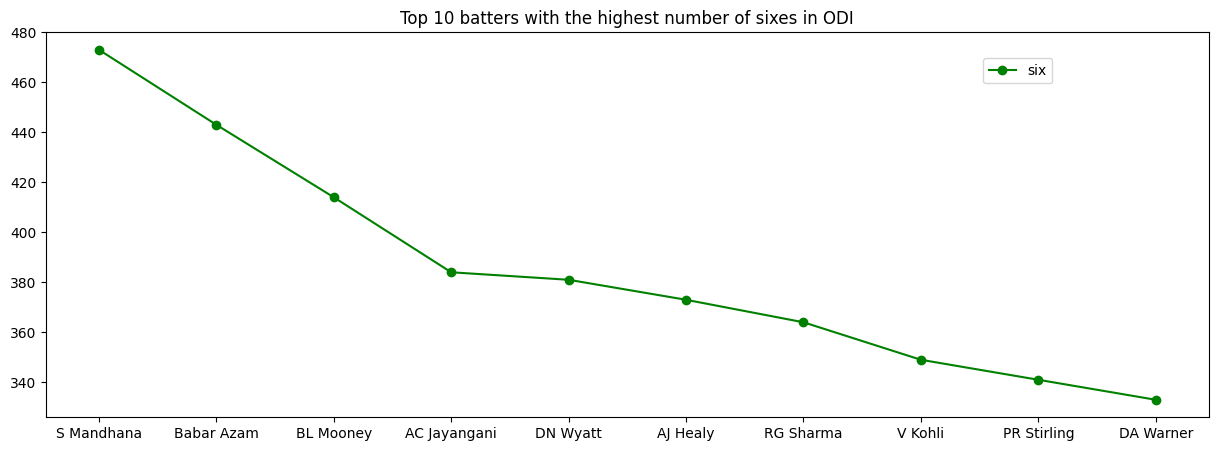 Top 10 batters with the highest number of sixes in ODI
480
460
440
420
400
380
360
340
six
S Mandhana Babar Azam BL Mooney AC Jayangani DN Wyatt AJ Healy RG Sharma V Kohli PR Stirling DA Warner